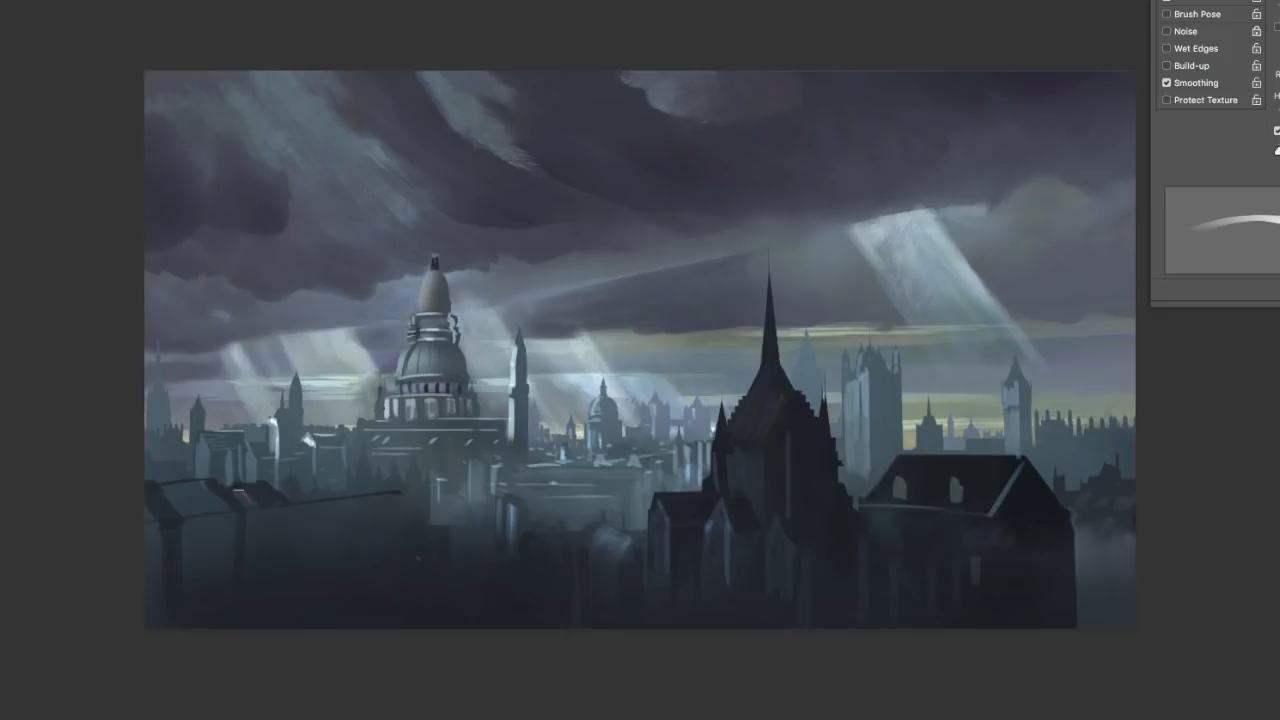 Brush Pose
Noise
Wet Edges
Build-up
Smoothing
Protect Texture